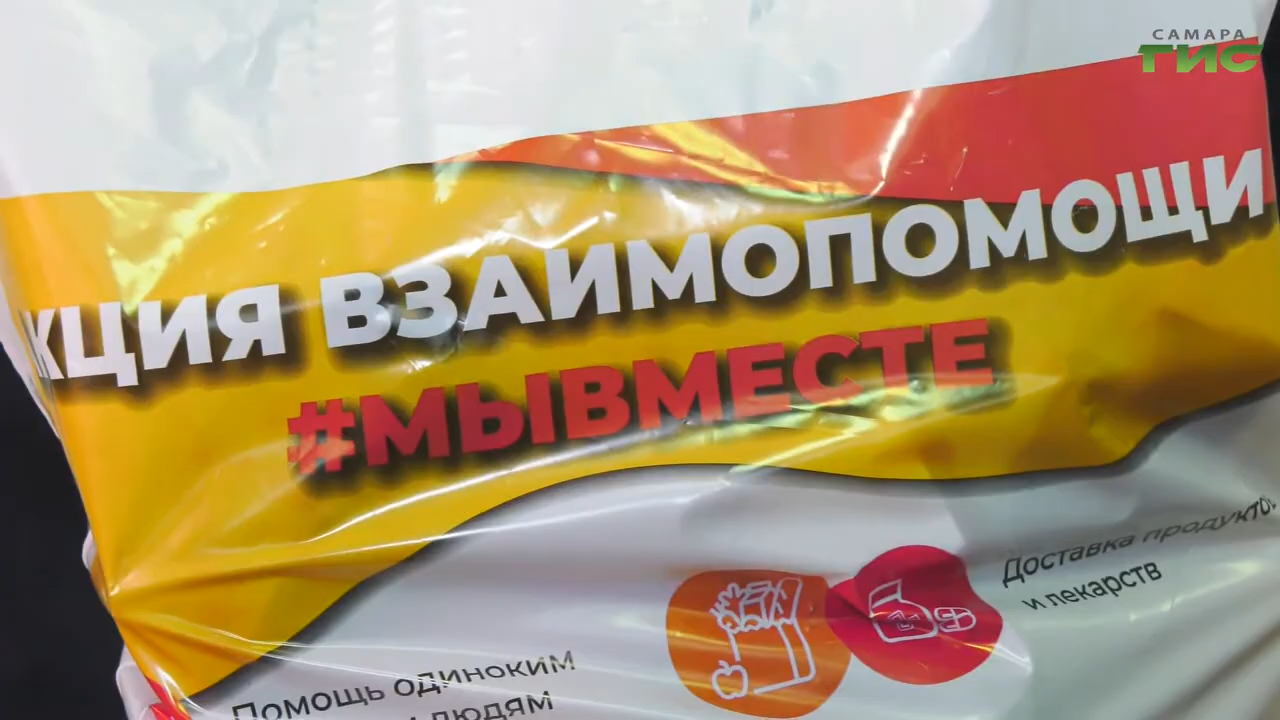 САМАРА
ГИС
КЦИЯ ВЗАИМОПОМОЩИ
#МЫВМЕСТЕ
Доставка продукто
и лекарств
Помощь одиноким
людям